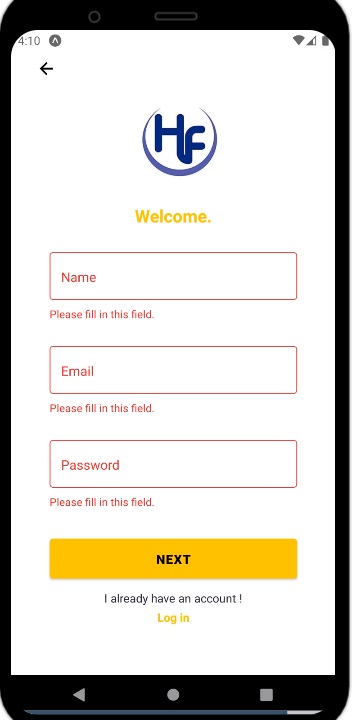 4:10
Hf
Welcome.
Name
Please fill in this field.
Email
Please fill in this field.
Password
Please fill in this field.
NEXT
I already have an account !
Log in